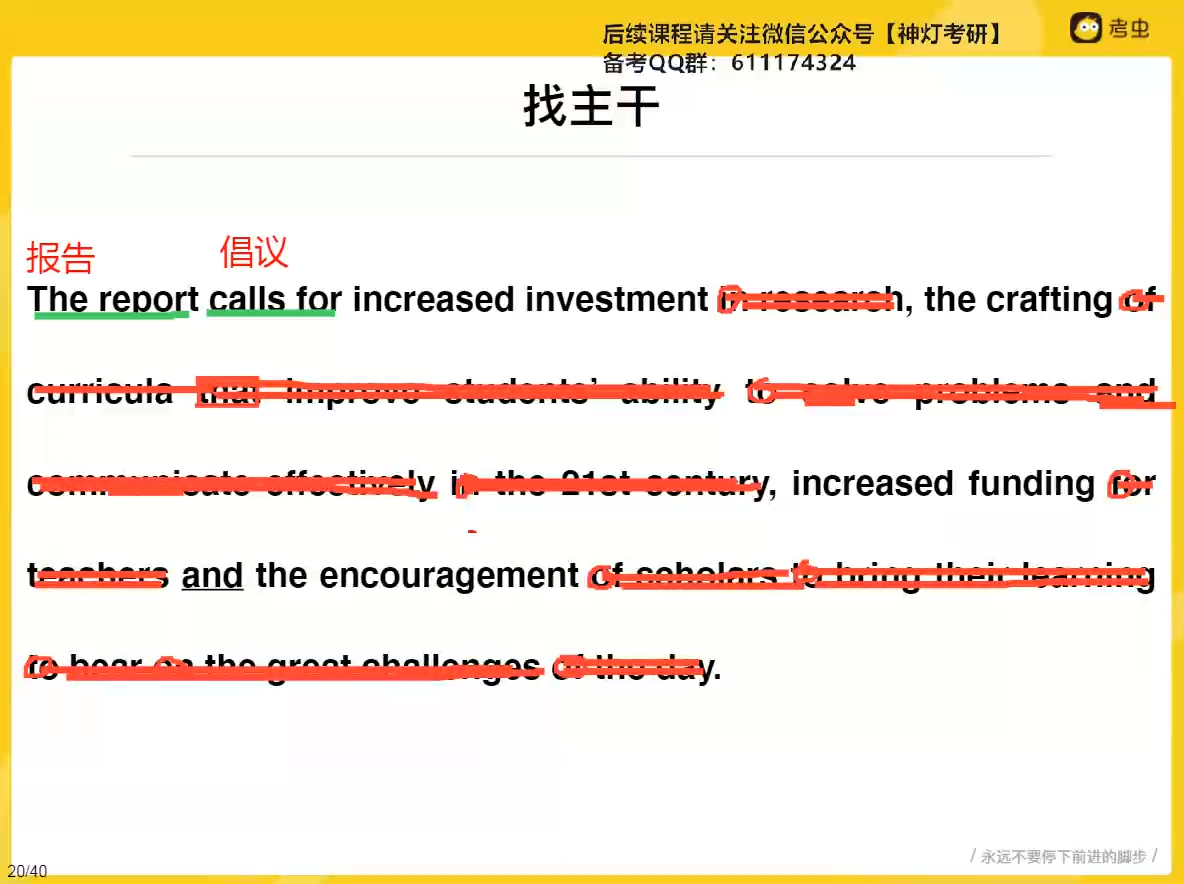 后续课程请关注微信公众号【神灯考研】
考虫
备考QQ群：611174324
找主干
报告 倡议
The report calls for increased investment in research, the crafting of
curricula that improve students' ability to solve problems and
communicate effectively in the 21st century, increased funding for
teachers and the encouragement of scholars to bring their learning
to bear on the great challenges of the day.
/ 永远不要停下前进的脚步 /
20/40